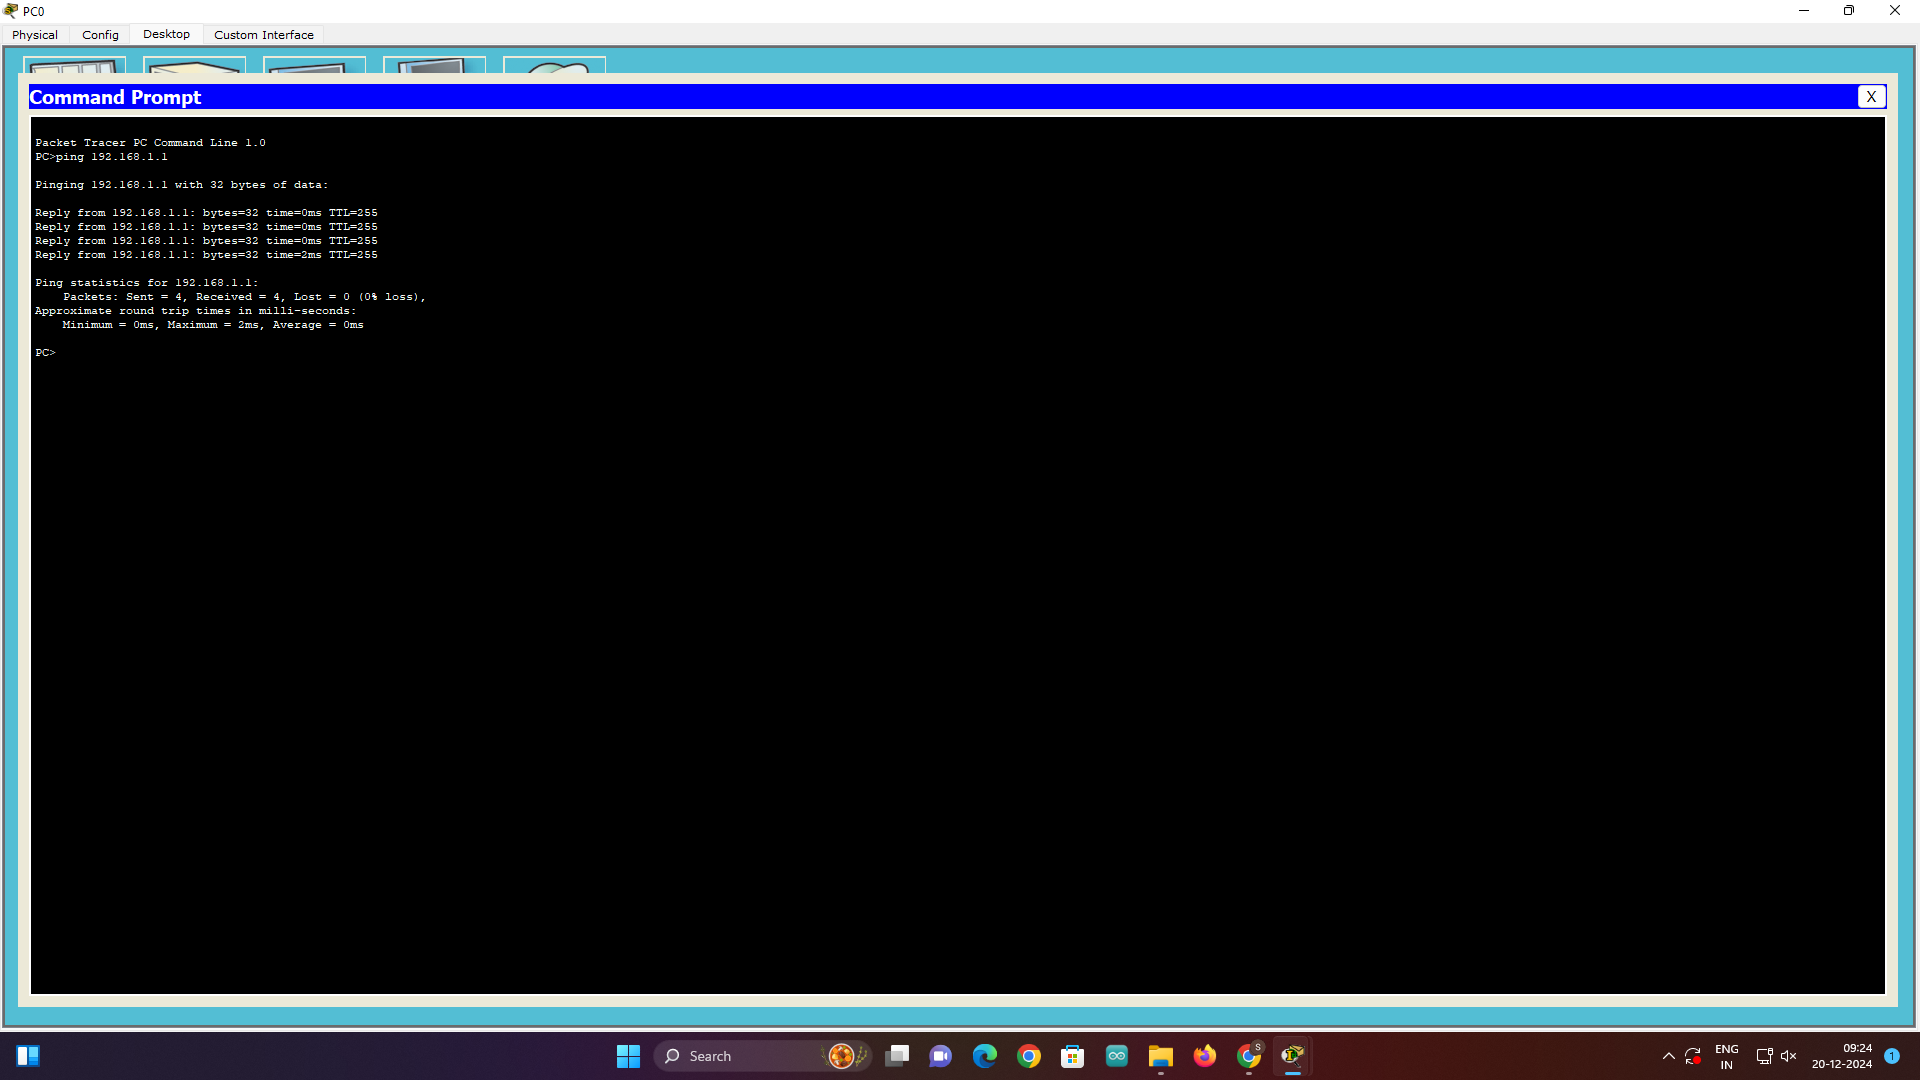 PC0
Physical
Config
Desktop
Custom Interface
Command Prompt
X
Packet Tracer PC Command Line 1.0
PC>ping 192.168.1.1
Pinging 192.168.1.1 with 32 bytes of data:
Reply from 192.168.1.1: bytes=32 time=0ms TTL=255
Reply from 192.168.1.1: bytes=32 time=0ms TTL=255
Reply from 192.168.1.1: bytes=32 time=0ms TTL=255
Reply from 192.168.1.1: bytes=32 time=2ms TTL=255
Ping statistics for 192.168.1.1:
    Packets: Sent = 4, Received = 4, Lost = 0 (0% loss),
Approximate round trip times in milli-seconds:
    Minimum = 0ms, Maximum = 2ms, Average = 0ms
PC>
Search
S
ENG
IN
09:24
20-12-2024
1